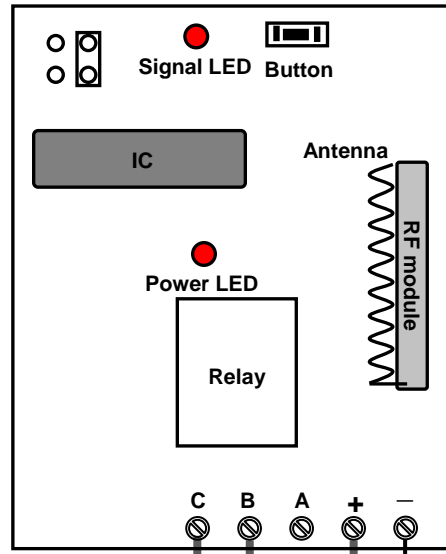 Signal LED Button
IC
Antenna
RF module
Power LED
Relay
C B A + −